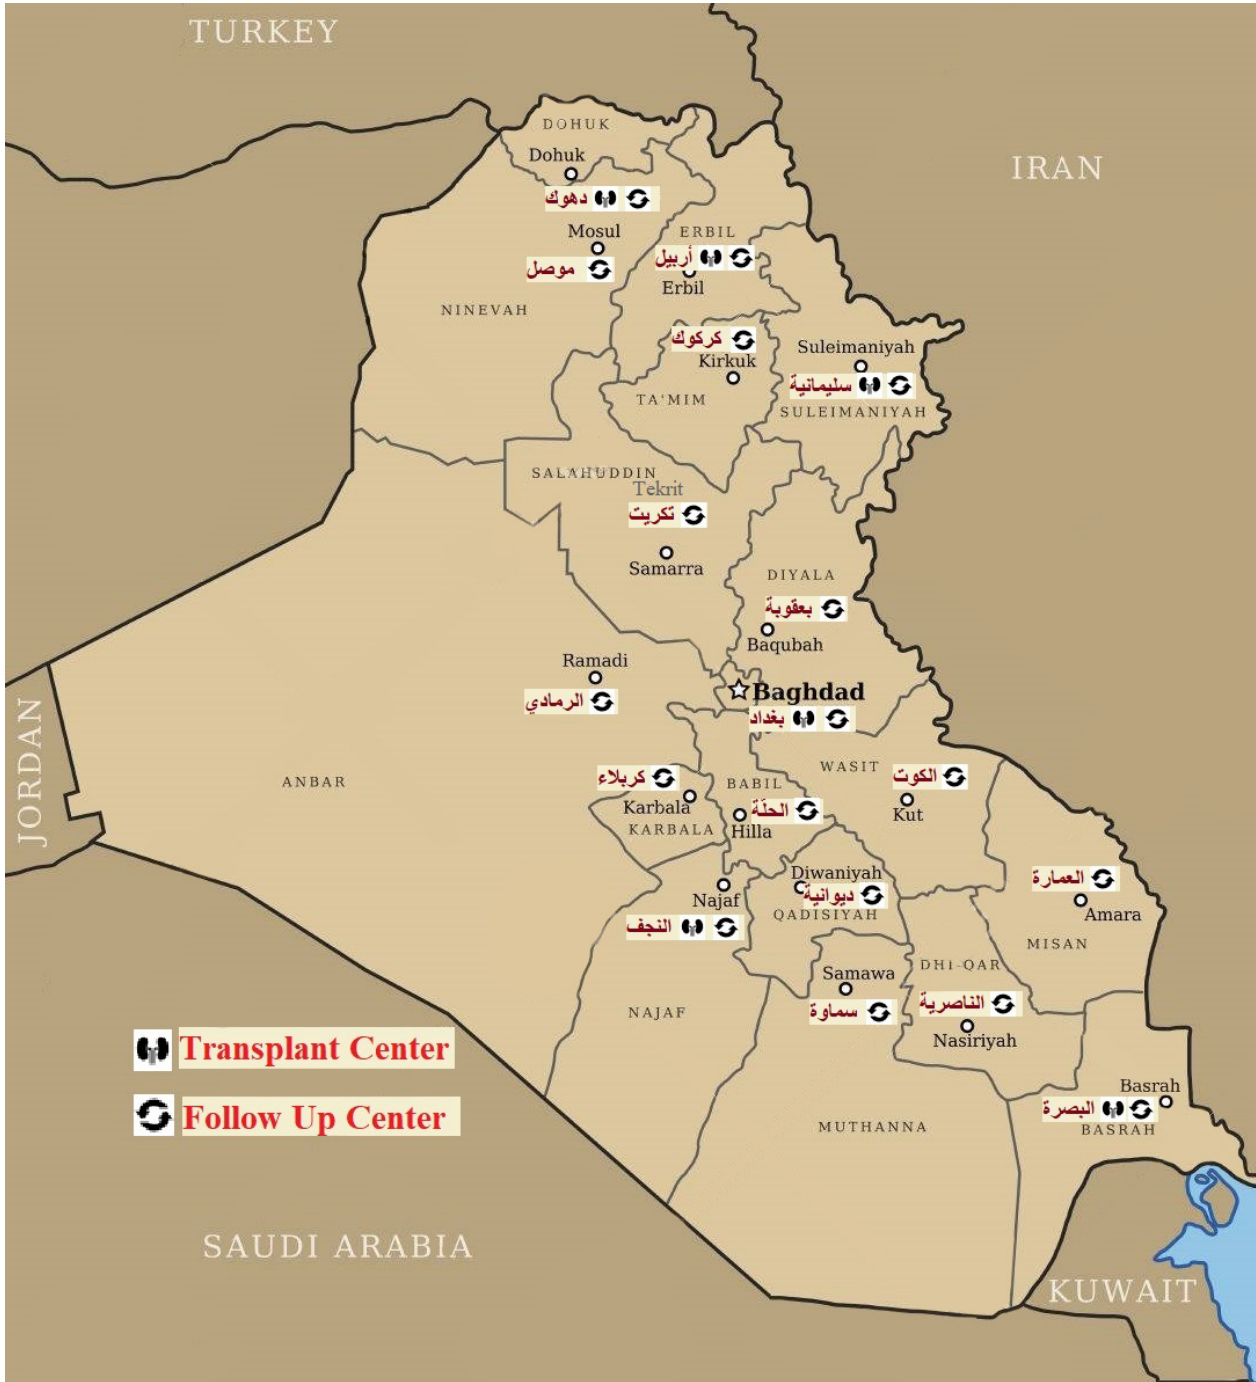 TURKEY
IRAN
DOHUK
Dohuk
دهوك
Mosul
موصل
ERBIL
أربيل
Erbil
NINEVAH
كركوك
Kirkuk
TA'MIM
Suleimaniyah
سليمانية
SULEIMANIYAH
SALAHUDDIN
Tekrit
تكريت
Samarra
DIYALA
بعقوبة
Baqubah
Ramadi
الرمادي
Baghdad
بغداد
JORDAN
ANBAR
كربلاء
Karbala
KARBALA
BABIL
الحلّة
Hilla
WASIT
الكوت
Kut
Najaf
النجف
Diwaniyah
ديوانية
QADISIYAH
العمارة
Amara
MISAN
NAJAF
Samawa
سماوة
DHI-QAR
الناصرية
Nasiriyah
Transplant Center
Follow Up Center
Basrah
البصرة
BASRAH
MUTHANNA
SAUDI ARABIA
KUWAIT